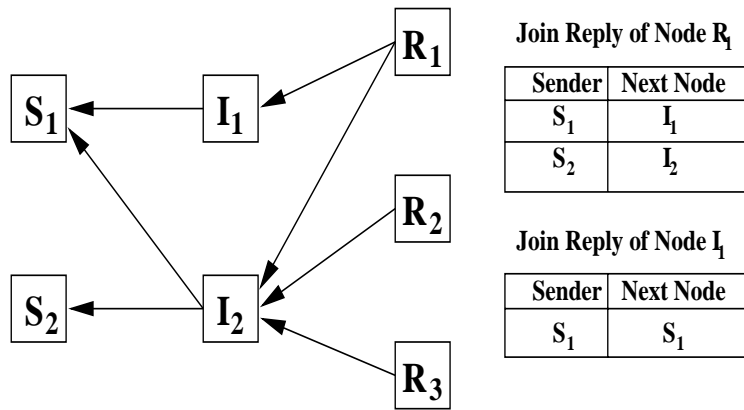 R1
S1
I1
R2
S2
I2
R3
Join Reply of Node R1
Sender Next Node
S1 I1
S2 I2
Join Reply of Node I1
Sender Next Node
S1 S1